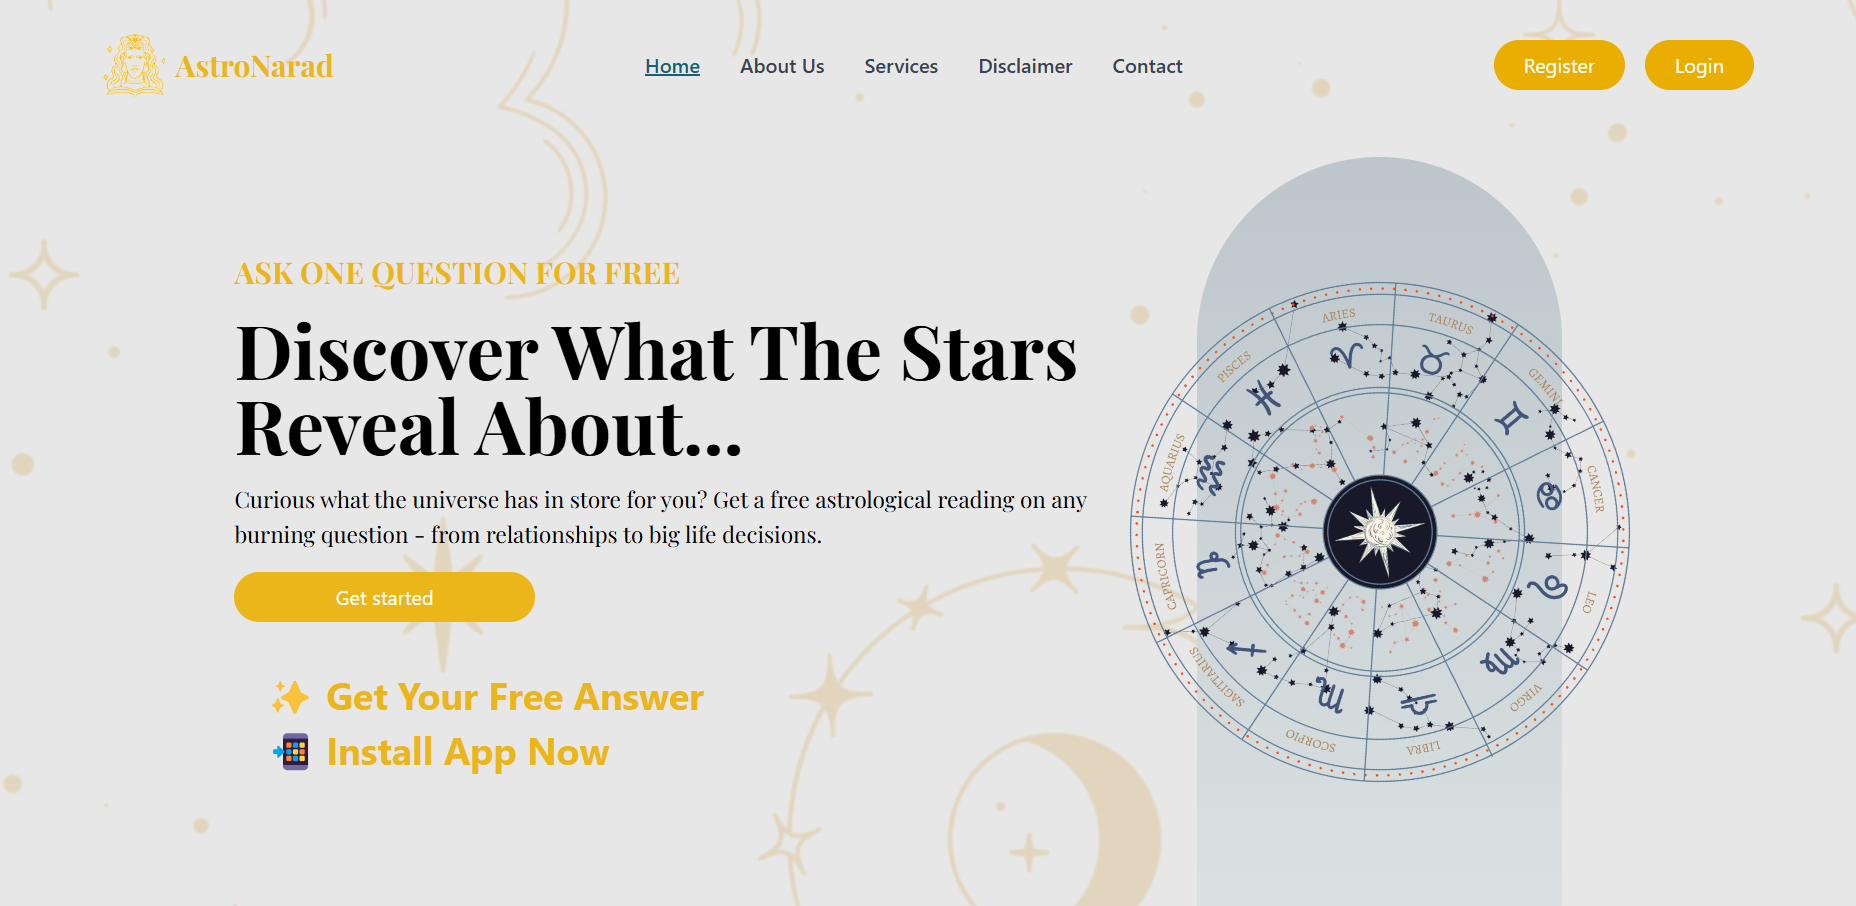 AstroNarad
Home
About Us
Services
Disclaimer
Contact
Register
Login
ASK ONE QUESTION FOR FREE
Discover What The Stars
Reveal About...
Curious what the universe has in store for you? Get a free astrological reading on any
burning question - from relationships to big life decisions.
Get started
✨ Get Your Free Answer
📲 Install App Now
ARIES
TAURUS
GEMINI
CANCER
LEO
VIRGO
LIBRA
SCORPIO
SAGITTARIUS
CAPRICORN
AQUARIUS
PISCES